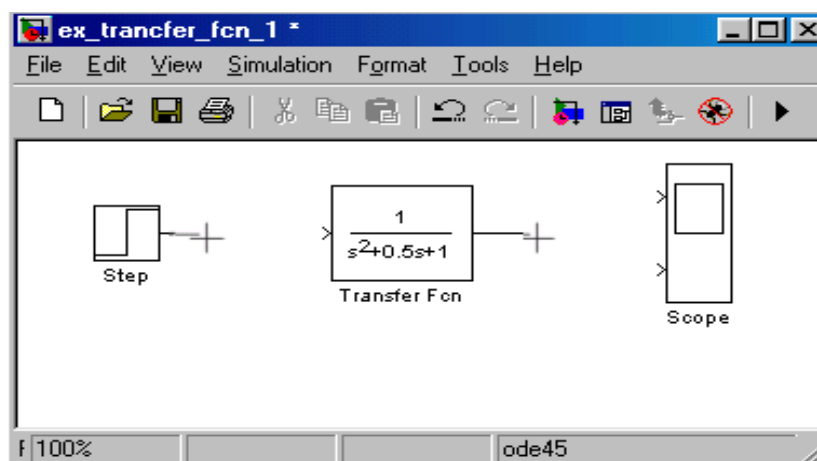 ex_trancfer_fcn_1 *
File Edit View Simulation Format Tools Help
1
s²+0.5s+1
Step
Transfer Fcn
Scope
F 100%
ode45